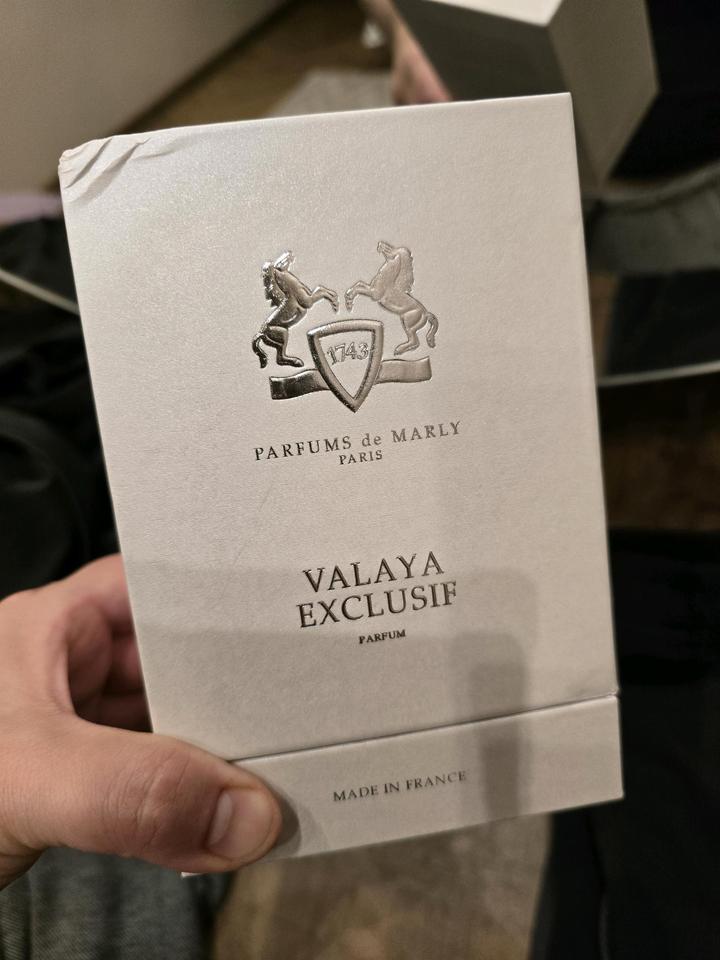 1743
PARFUMS de MARLY
PARIS
VALAYA
EXCLUSIF
PARFUM
MADE IN FRANCE